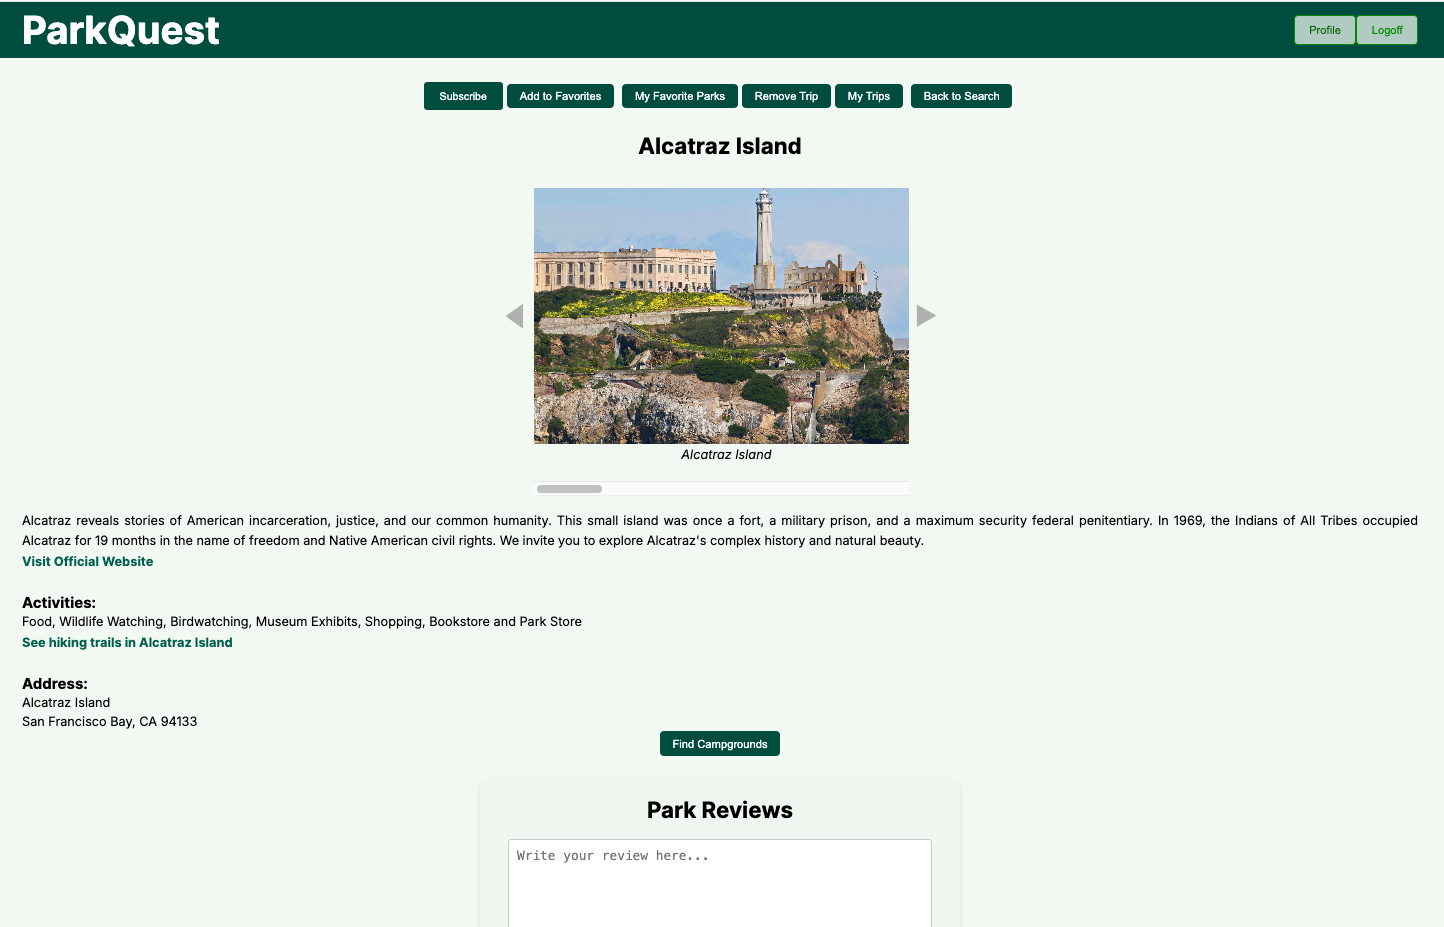 ParkQuest
Profile
Logoff
Subscribe
Add to Favorites
My Favorite Parks
Remove Trip
My Trips
Back to Search
Alcatraz Island
Alcatraz Island
Alcatraz reveals stories of American incarceration, justice, and our common humanity. This small island was once a fort, a military prison, and a maximum security federal penitentiary. In 1969, the Indians of All Tribes occupied
Alcatraz for 19 months in the name of freedom and Native American civil rights. We invite you to explore Alcatraz's complex history and natural beauty.
Visit Official Website
Activities:
Food, Wildlife Watching, Birdwatching, Museum Exhibits, Shopping, Bookstore and Park Store
See hiking trails in Alcatraz Island
Address:
Alcatraz Island
San Francisco Bay, CA 94133
Find Campgrounds
Park Reviews
Write your review here...